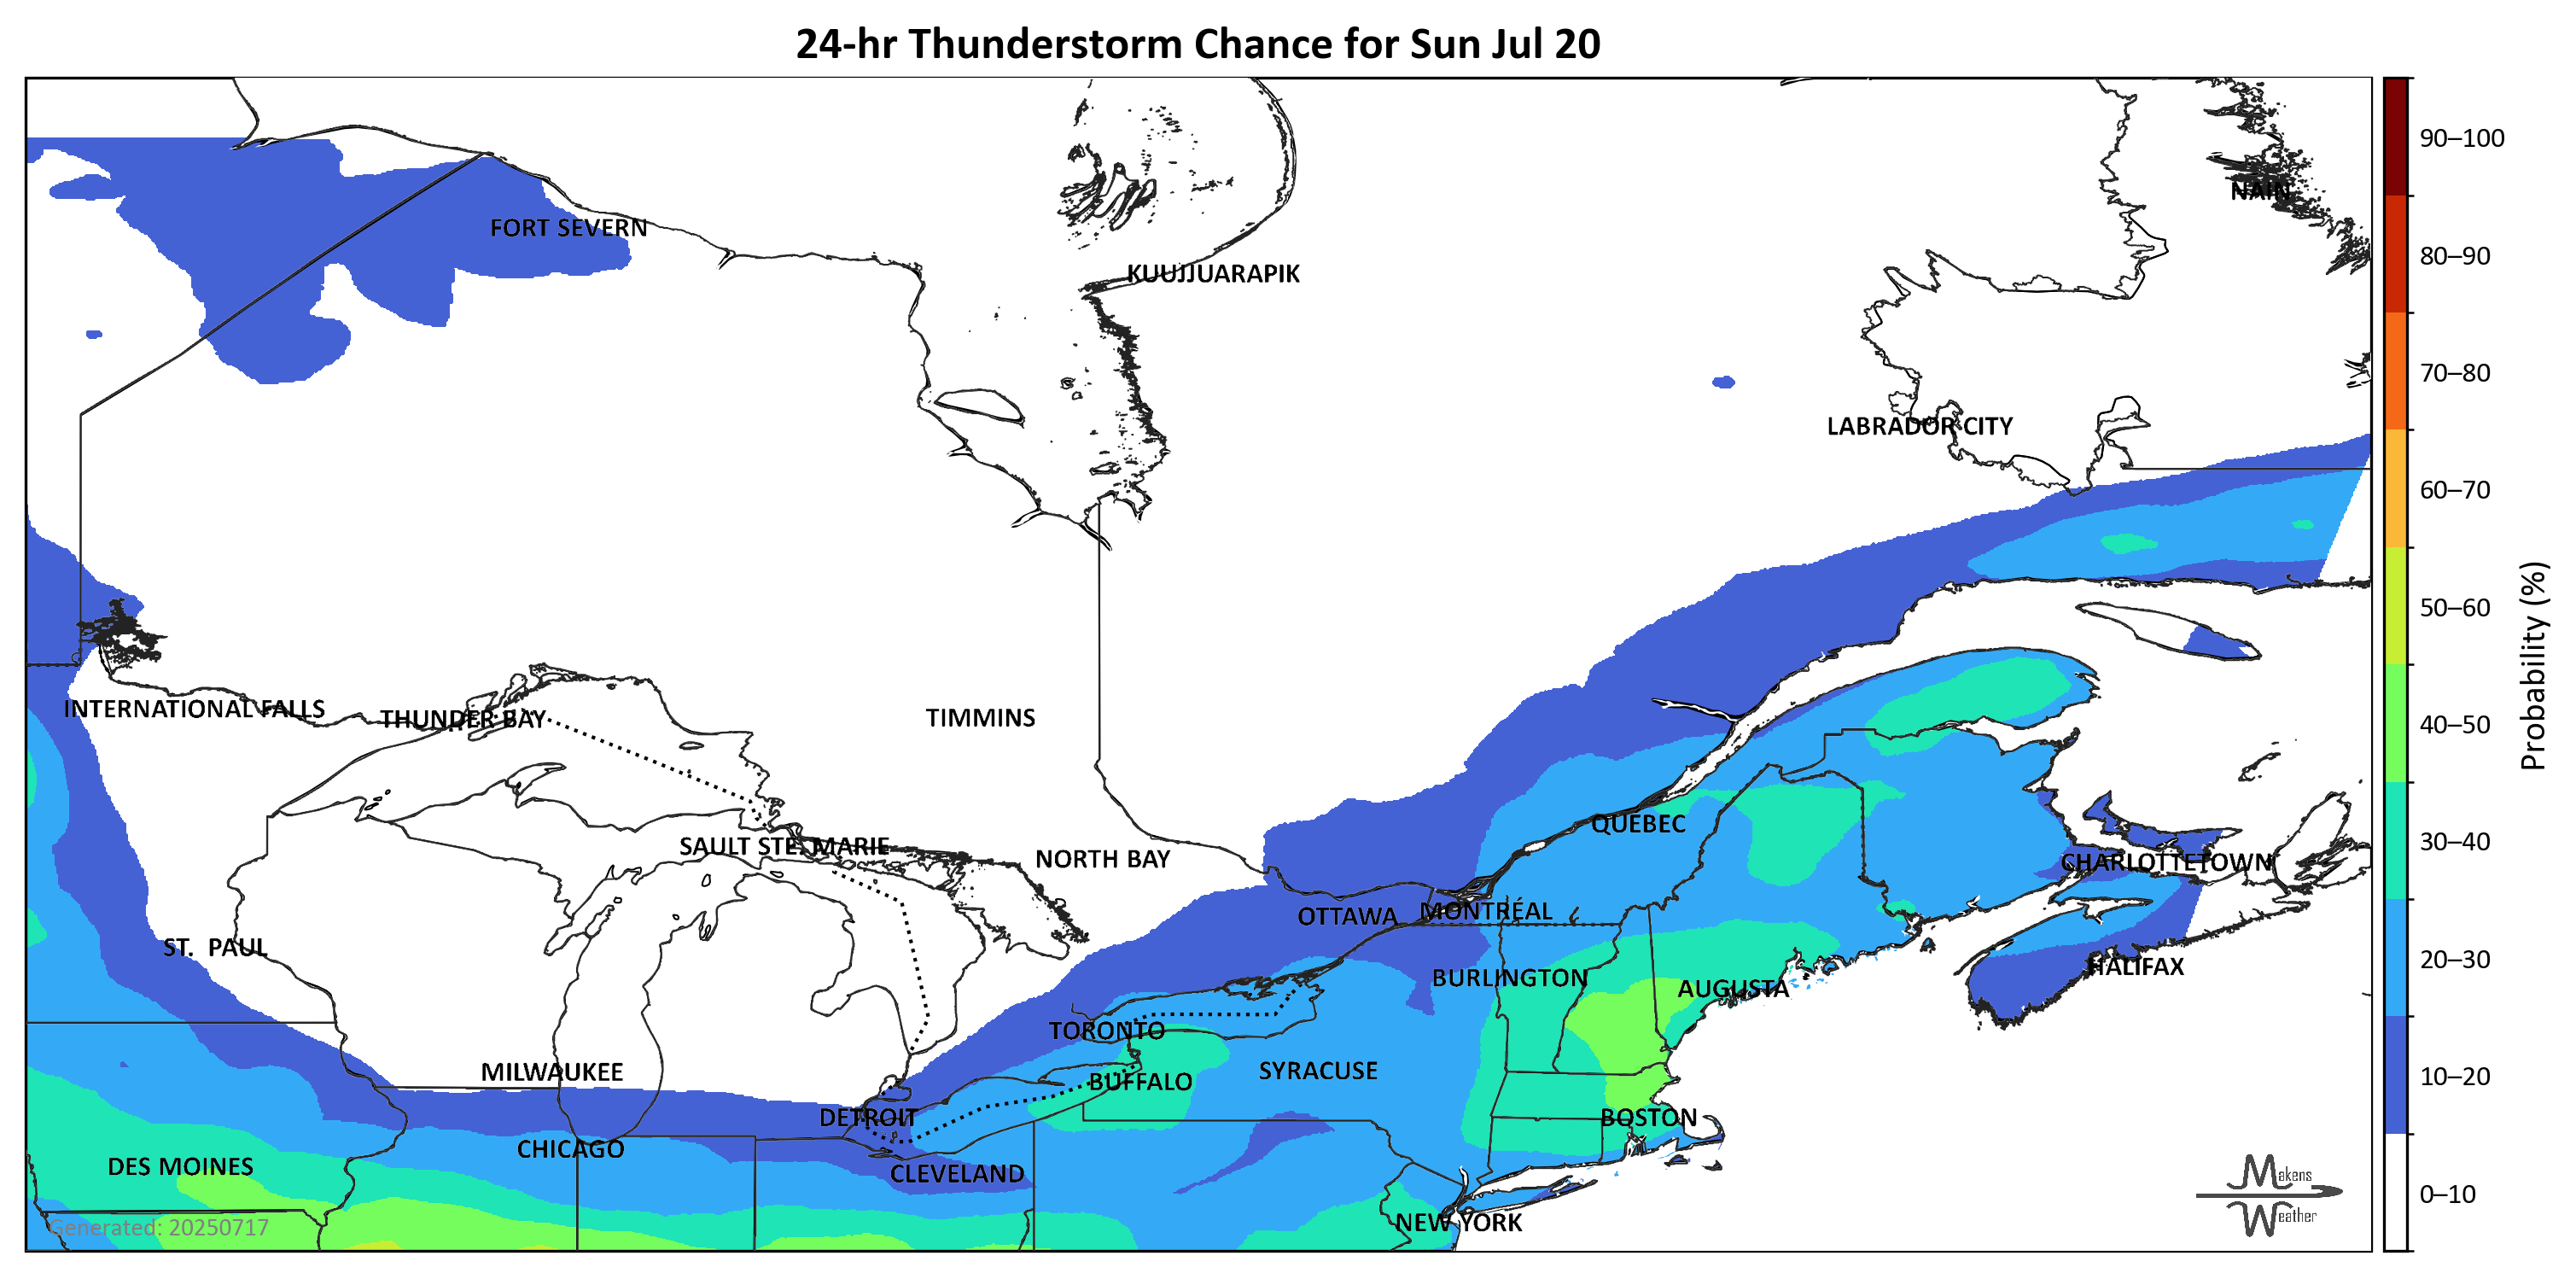 24-hr Thunderstorm Chance for Sun Jul 20
90–100
NAIN
FORT SEVERN
80–90
KUUJJUARAPIK
70–80
LABRADOR CITY
60–70
50–60
Probability (%)
INTERNATIONAL FALLS
THUNDER BAY
TIMMINS
40–50
QUEBEC
30–40
SAULT STE. MARIE
NORTH BAY
CHARLOTTETOWN
OTTAWA
MONTRÉAL
ST. PAUL
20–30
HALIFAX
BURLINGTON
AUGUSTA
TORONTO
MILWAUKEE
SYRACUSE
10–20
BUFFALO
DETROIT
BOSTON
CHICAGO
DES MOINES
CLEVELAND
Makens
Weather
0–10
NEW YORK
Generated: 20250717